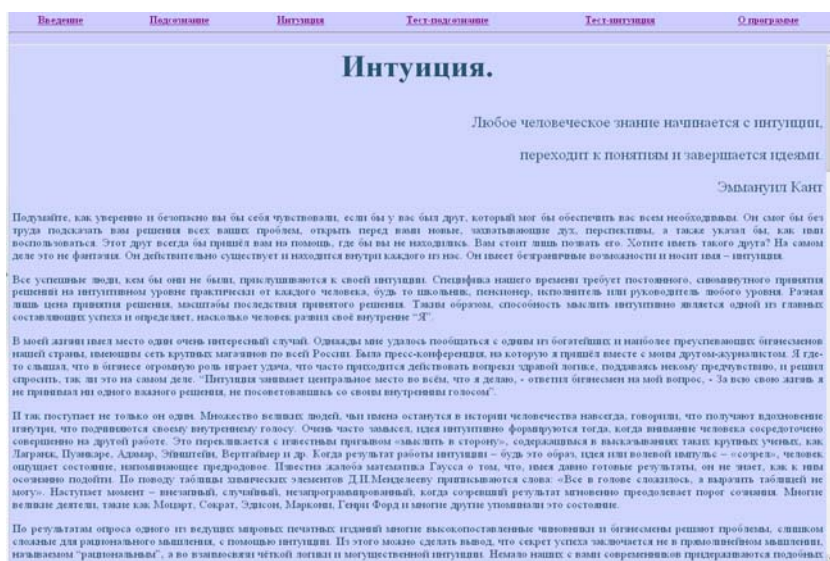 Введение Подсознание Интуиция Тест-подсознание Тест-интуиция О программе
Интуиция.
Любое человеческое знание начинается с интуиции,
переходит к понятиям и завершается идеями.
Эммануил Кант
Подумайте, как уверенно и безопасно вы бы себя чувствовали, если бы у вас был друг, который мог бы обеспечить вас всем необходимым. Он смог бы без
труда подсказать вам решения всех ваших проблем, открыть перед вами новые, захватывающие дух, перспективы, а также указал бы, как ими
воспользоваться. Этот друг всегда бы пришёл вам на помощь, где бы вы не находились. Вам стоит лишь позвать его. Хотите иметь такого друга? На самом
деле это не фантазия. Он действительно существует и находится внутри каждого из нас. Он имеет безграничные возможности и носит имя – интуиция.
Все успешные люди, кем бы они не были, прислушиваются к своей интуиции. Специфика нашего времени требует постоянного, сиюминутного принятия
решений на интуитивном уровне практически от каждого человека, будь то школьник, пенсионер, исполнитель или руководитель любого уровня. Разная
лишь цена принятия решения, масштабы последствия принятого решения. Таким образом, способность мыслить интуитивно является одной из главных
составляющих успеха и определяет, насколько человек развил своё внутренне “Я”.
В моей жизни имел место один очень интересный случай. Однажды мне удалось пообщаться с одним из богатейших и наиболее преуспевающих бизнесменов
нашей страны, имеющим сеть крупных магазинов по всей России. Была пресс-конференция, на которую я пришёл вместе с моим другом-журналистом. Я где-
то слышал, что в бизнесе огромную роль играет удача, что часто приходится действовать вопреки здравой логике, поддаваясь некому предчувствию, и решил
спросить, так ли это на самом деле. “Интуиция занимает центральное место во всём, что я делаю, - ответил бизнесмен на мой вопрос, - За всю свою жизнь я
не принимал ни одного важного решения, не посоветовавшись со своим внутренним голосом”.
И так поступает не только он один. Множество великих людей, чьи имена останутся в истории человечества навсегда, говорили, что получают вдохновение
изнутри, что подчиняются своему внутреннему голосу. Очень часто замысел, идея интуитивно формируются тогда, когда внимание человека сосредоточено
совершенно на другой работе. Это перекликается с известным призывом «мыслить в сторону», содержащимся в высказываниях таких крупных ученых, как
Лагранж, Пуанкаре, Адамар, Эйнштейн, Вертгаймер и др. Когда результат работы интуиции – будь это образ, идея или волевой импульс – «созрел», человек
ощущает состояние, напоминающее предродовое. Известна жалоба математика Гаусса о том, что, имея давно готовые результаты, он не знает, как к ним
осознанно подойти. По поводу таблицы химических элементов Д.И.Менделееву приписываются слова: «Все в голове сложилось, а выразить таблицей не
могу». Наступает момент – внезапный, случайный, незапрограммированный, когда созревший результат мгновенно преодолевает порог сознания. Многие
великие деятели, такие как Моцарт, Сократ, Эдисон, Маркони, Генри Форд и многие другие упоминали это состояние.
По результатам опроса одного из ведущих мировых печатных изданий многие высокопоставленные чиновники и бизнесмены решают проблемы, слишком
сложные для рационального мышления, с помощью интуиции. Из этого можно сделать вывод, что секрет успеха заключается не в прямолинейном мышлении,
называемом “рациональным”, а во взаимосвязи чёткой логики и могущественной интуиции. Немало наших с вами современников придерживаются подобных